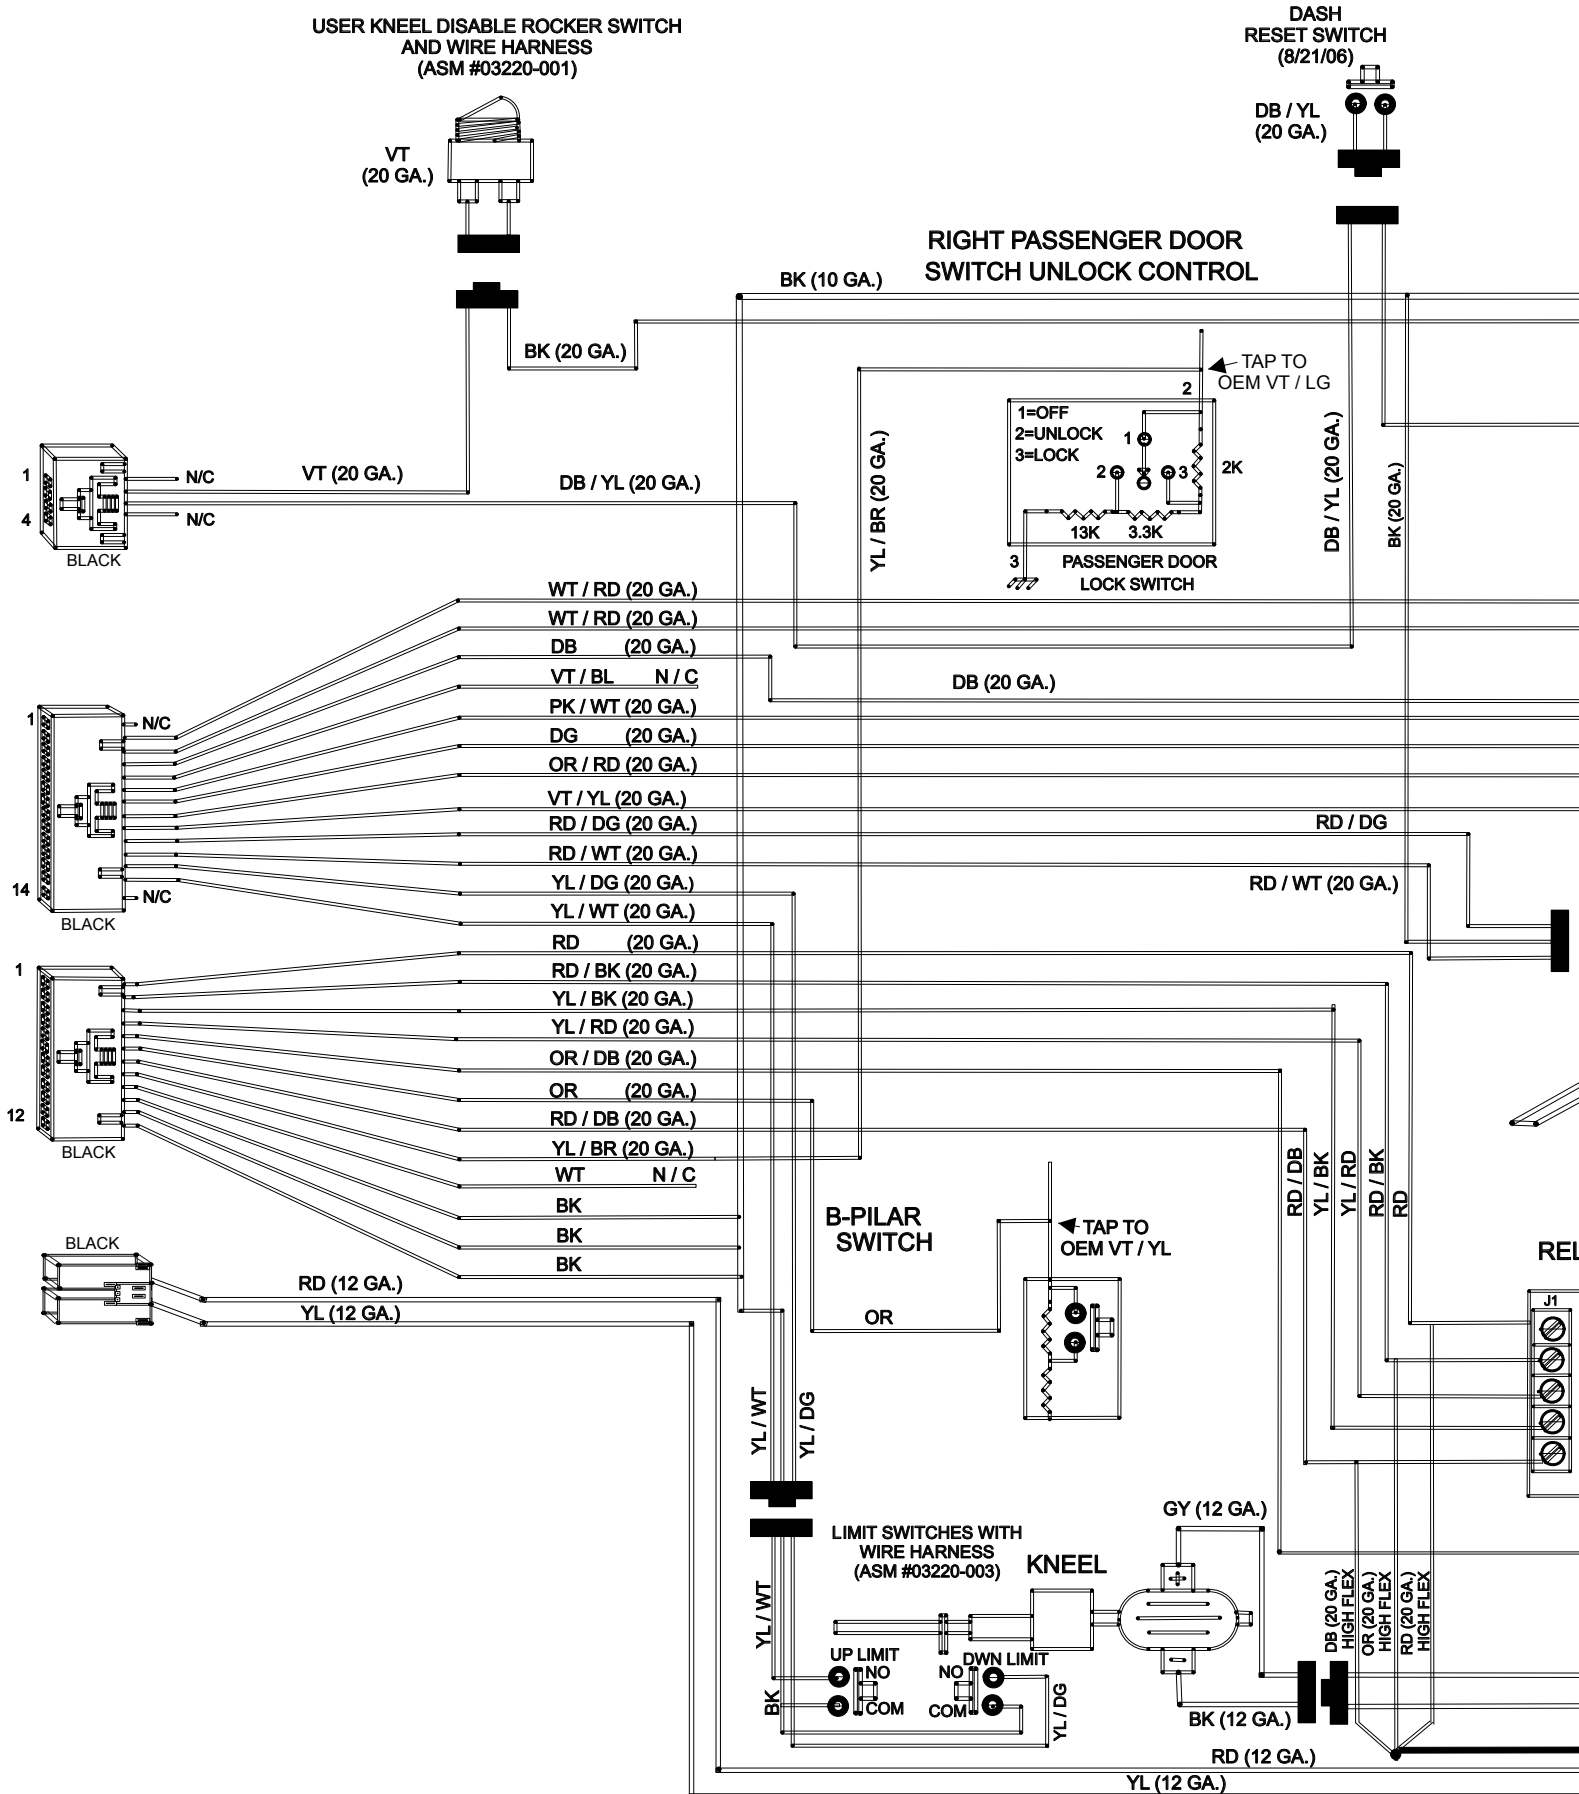 USER KNEEL DISABLE ROCKER SWITCH
AND WIRE HARNESS
(ASM #03220-001)
DASH
RESET SWITCH
(8/21/06)
DB / YL
(20 GA.)
VT
(20 GA.)
RIGHT PASSENGER DOOR
SWITCH UNLOCK CONTROL
BK (10 GA.)
BK (20 GA.)
TAP TO
OEM VT / LG
2
1=OFF
2=UNLOCK
3=LOCK
1
2
3
2K
13K
3.3K
3
PASSENGER DOOR
LOCK SWITCH
YL / BR (20 GA.)
DB / YL (20 GA.)
BK (20 GA.)
1
4
N/C
N/C
BLACK
VT (20 GA.)
DB / YL (20 GA.)
WT / RD (20 GA.)
WT / RD (20 GA.)
DB (20 GA.)
VT / BL N / C
DB (20 GA.)
PK / WT (20 GA.)
DG (20 GA.)
OR / RD (20 GA.)
VT / YL (20 GA.)
RD / DG (20 GA.)
RD / DG
RD / WT (20 GA.)
RD / WT (20 GA.)
YL / DG (20 GA.)
YL / WT (20 GA.)
1
N/C
14
N/C
BLACK
RD (20 GA.)
RD / BK (20 GA.)
YL / BK (20 GA.)
YL / RD (20 GA.)
OR / DB (20 GA.)
OR (20 GA.)
RD / DB (20 GA.)
YL / BR (20 GA.)
WT N / C
BK
BK
BK
1
12
BLACK
BLACK
RD (12 GA.)
YL (12 GA.)
B-PILAR
SWITCH
TAP TO
OEM VT / YL
OR
RD / DB
YL / BK
YL / RD
RD / BK
RD
REL
J1
YL / WT
YL / DG
LIMIT SWITCHES WITH
WIRE HARNESS
(ASM #03220-003)
KNEEL
GY (12 GA.)
+
-
YL / WT
BK
UP LIMIT
NO
COM
DWN LIMIT
NO
COM
YL / DG
BK (12 GA.)
DB (20 GA.)
HIGH FLEX
OR (20 GA.)
HIGH FLEX
RD (20 GA.)
HIGH FLEX
RD (12 GA.)
YL (12 GA.)